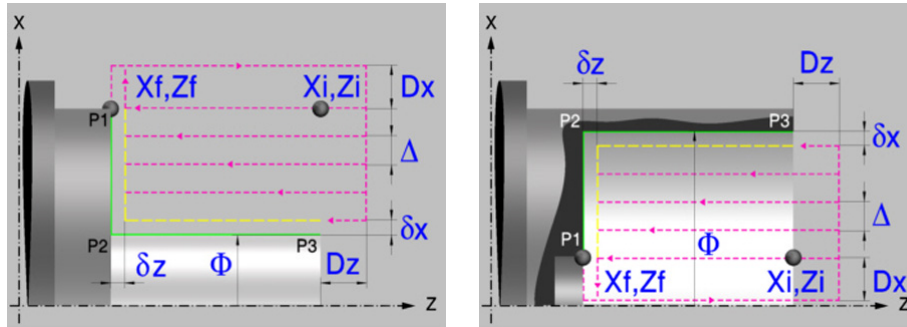 X
Xf,Zf
Xi,Zi
Dx
P1
Δ
P2
P3
δx
δz
Φ
Dz
Z
X
δz
Dz
P2
P3
δx
Δ
P1
Φ
Xf,Zf
Xi,Zi
Dx
Z